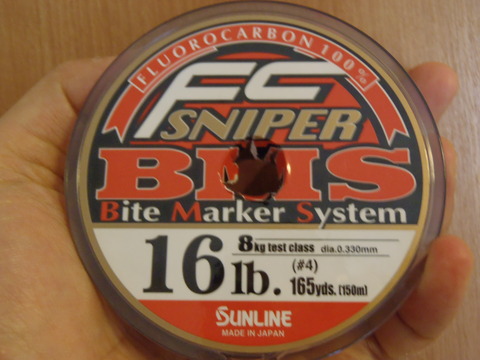 FLUOROCARBON 100%
FC
SNIPER
BMS
Bite Marker System
16 lb.
8kg test class dia.0.330mm
(#4)
165yds. (150m)
SUNLINE
MADE IN JAPAN